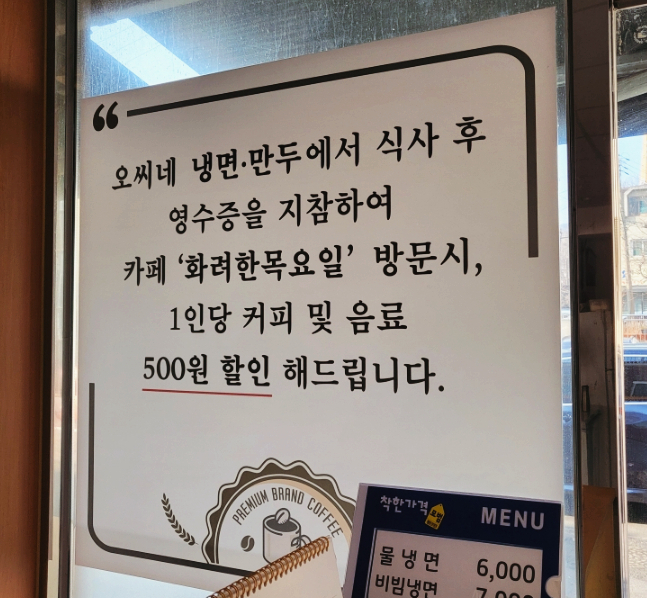 “
오씨네 냉면·만두에서 식사 후
영수증을 지참하여
카페 ‘화려한목요일’ 방문시,
1인당 커피 및 음료
500원 할인 해드립니다.
PREMIUM BRAND COFFEE
착한가격
MENU
물냉면 6,000
비빔냉면 7,000